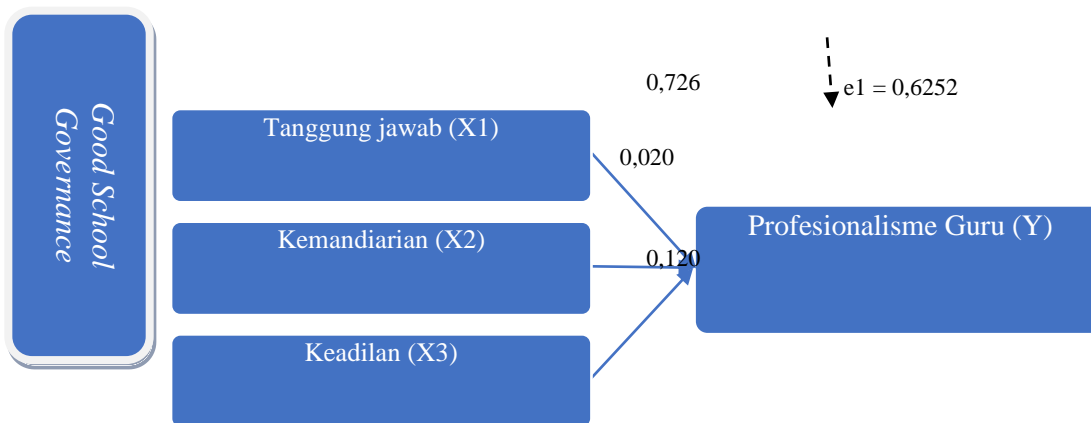 Good School
Governance
0,726
e1 = 0,6252
Tanggung jawab (X1)
0,020
Kemandiarian (X2)
Profesionalisme Guru (Y)
0,120
Keadilan (X3)